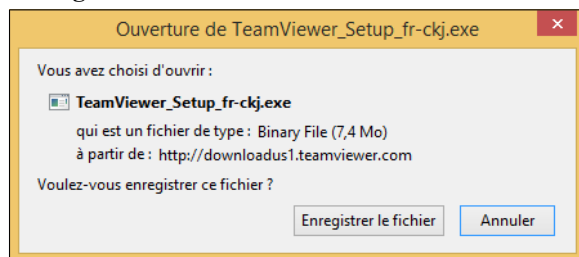 Ouverture de TeamViewer_Setup_fr-ckj.exe
Vous avez choisi d'ouvrir :
TeamViewer_Setup_fr-ckj.exe
qui est un fichier de type : Binary File (7,4 Mo)
à partir de : http://downloadus1.teamviewer.com
Voulez-vous enregistrer ce fichier ?
Enregistrer le fichier Annuler